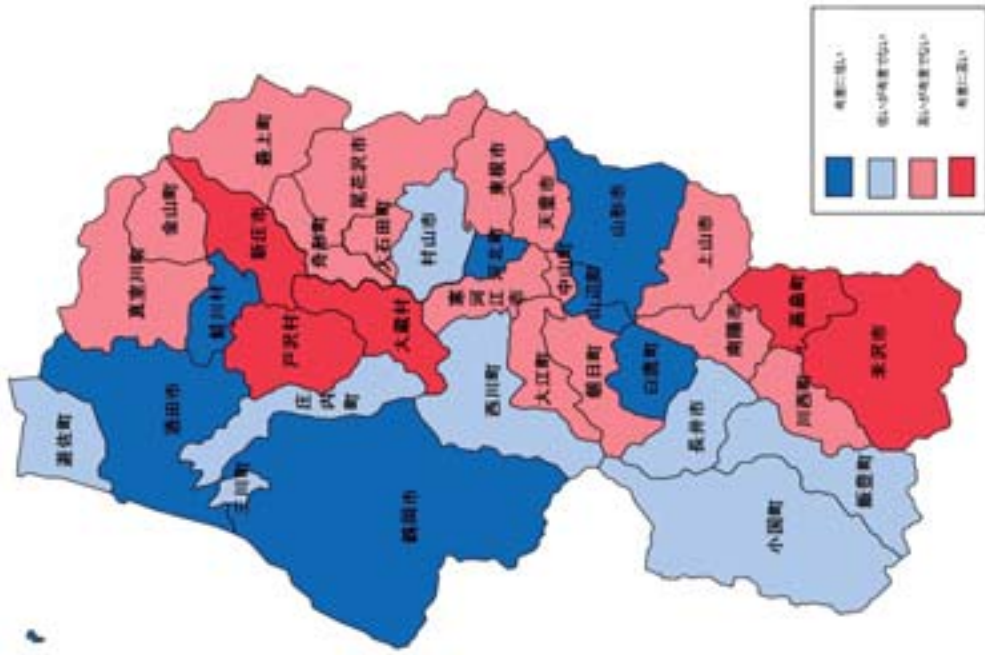 遊佐町
酒田市
真室川町
金山町
鮭川村
新庄市
最上町
戸沢村
舟形町
尾花沢市
大石田町
大蔵村
庄内町
三川町
鶴岡市
村山市
東根市
河北町
天童市
寒河江市
西川町
中山町
山形市
山辺町
大江町
朝日町
上山市
白鷹町
南陽市
高畠町
長井市
川西町
米沢市
飯豊町
小国町
有意に低い
低いが有意でない
高いが有意でない
有意に高い